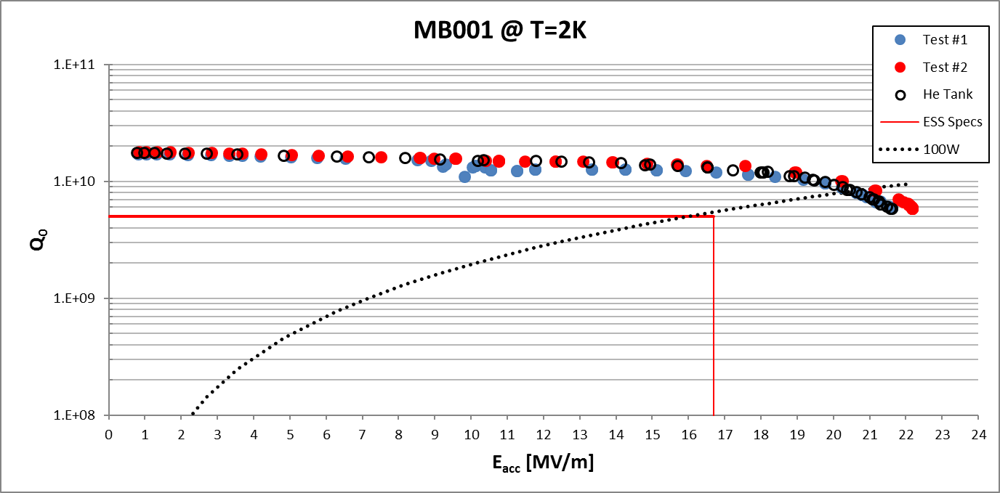 MB001 @ T=2K
Test #1
Test #2
He Tank
ESS Specs
100W
1.E+11
1.E+10
1.E+09
1.E+08
Q0
0 1 2 3 4 5 6 7 8 9 10 11 12 13 14 15 16 17 18 19 20 21 22 23 24
Eacc [MV/m]